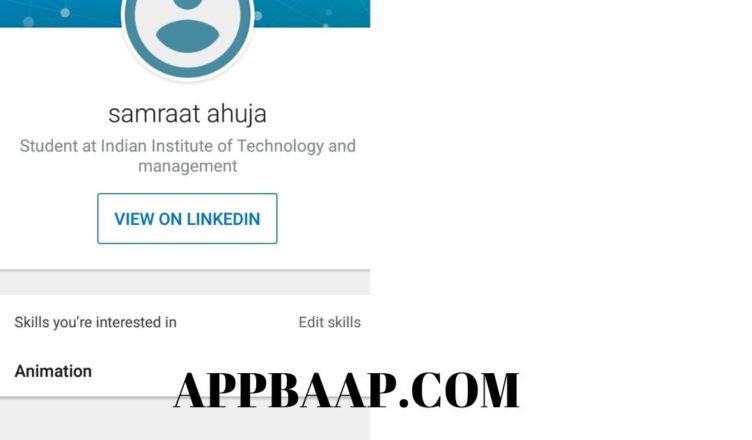 samraat ahuja
Student at Indian Institute of Technology and
management
VIEW ON LINKEDIN
Skills you're interested in Edit skills
Animation
APPBAAP.COM